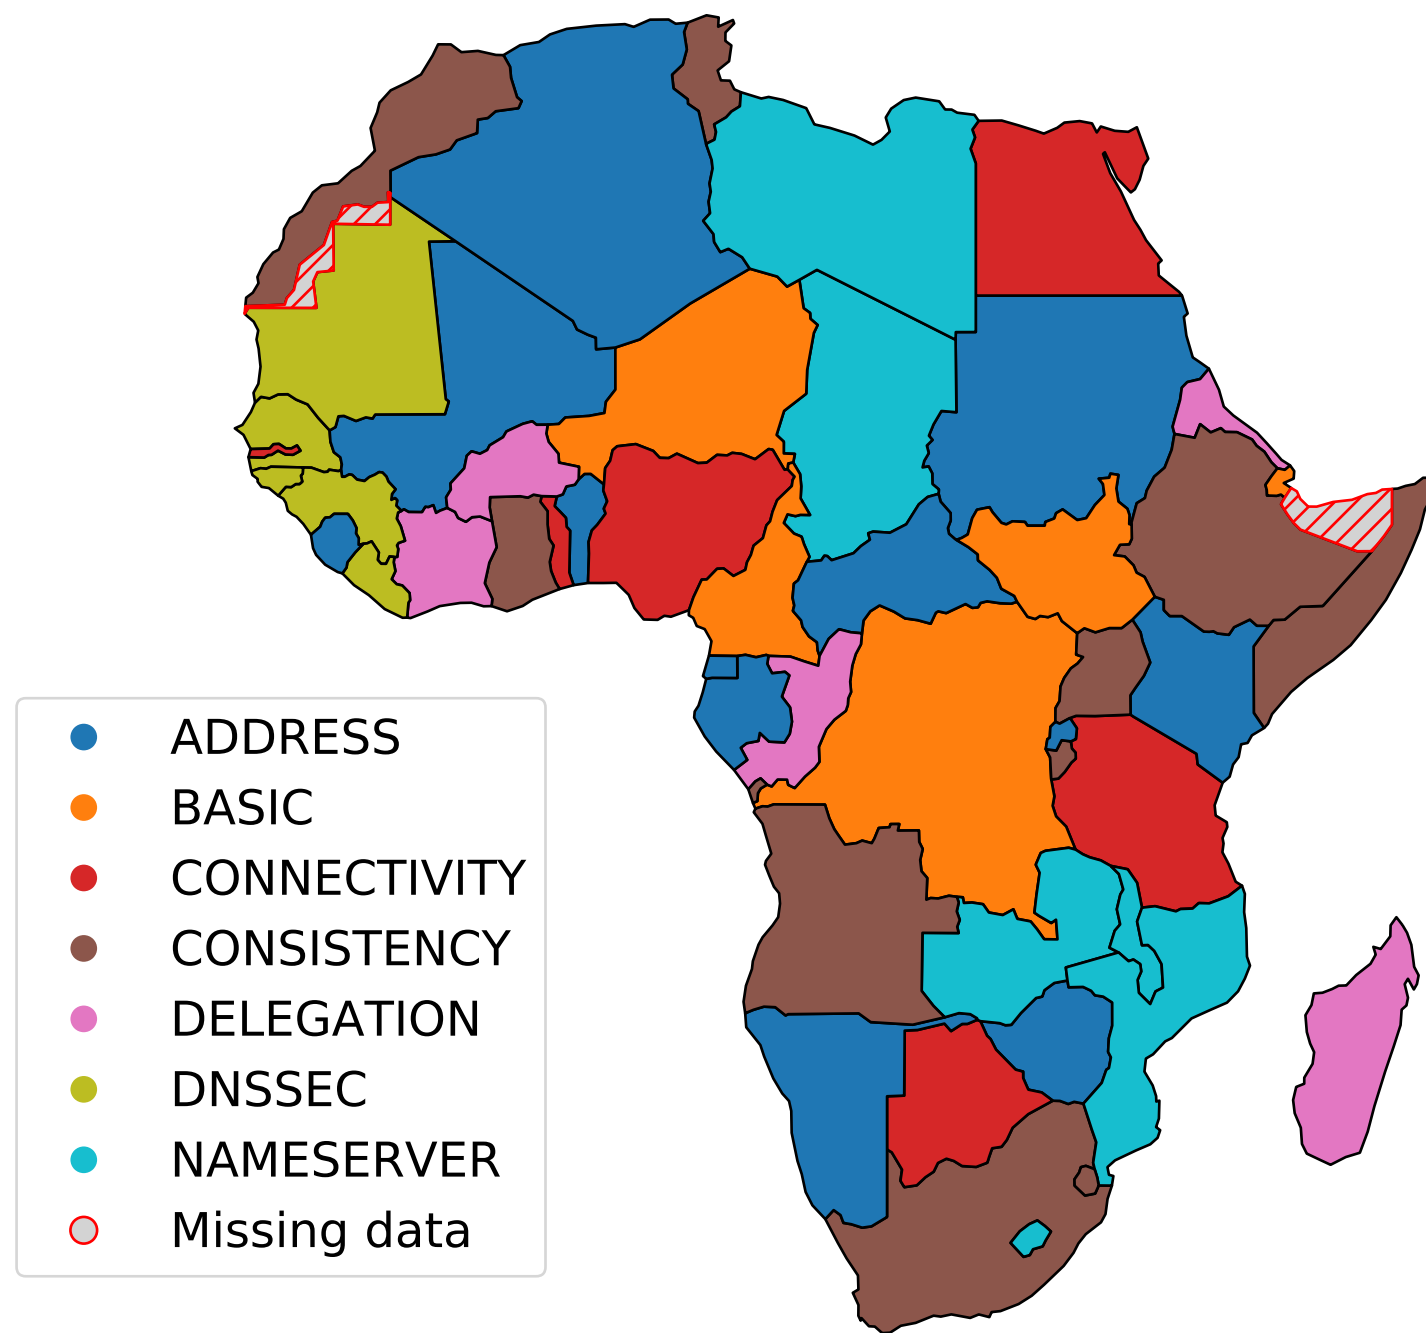 ADDRESS
BASIC
CONNECTIVITY
CONSISTENCY
DELEGATION
DNSSEC
NAMESERVER
Missing data